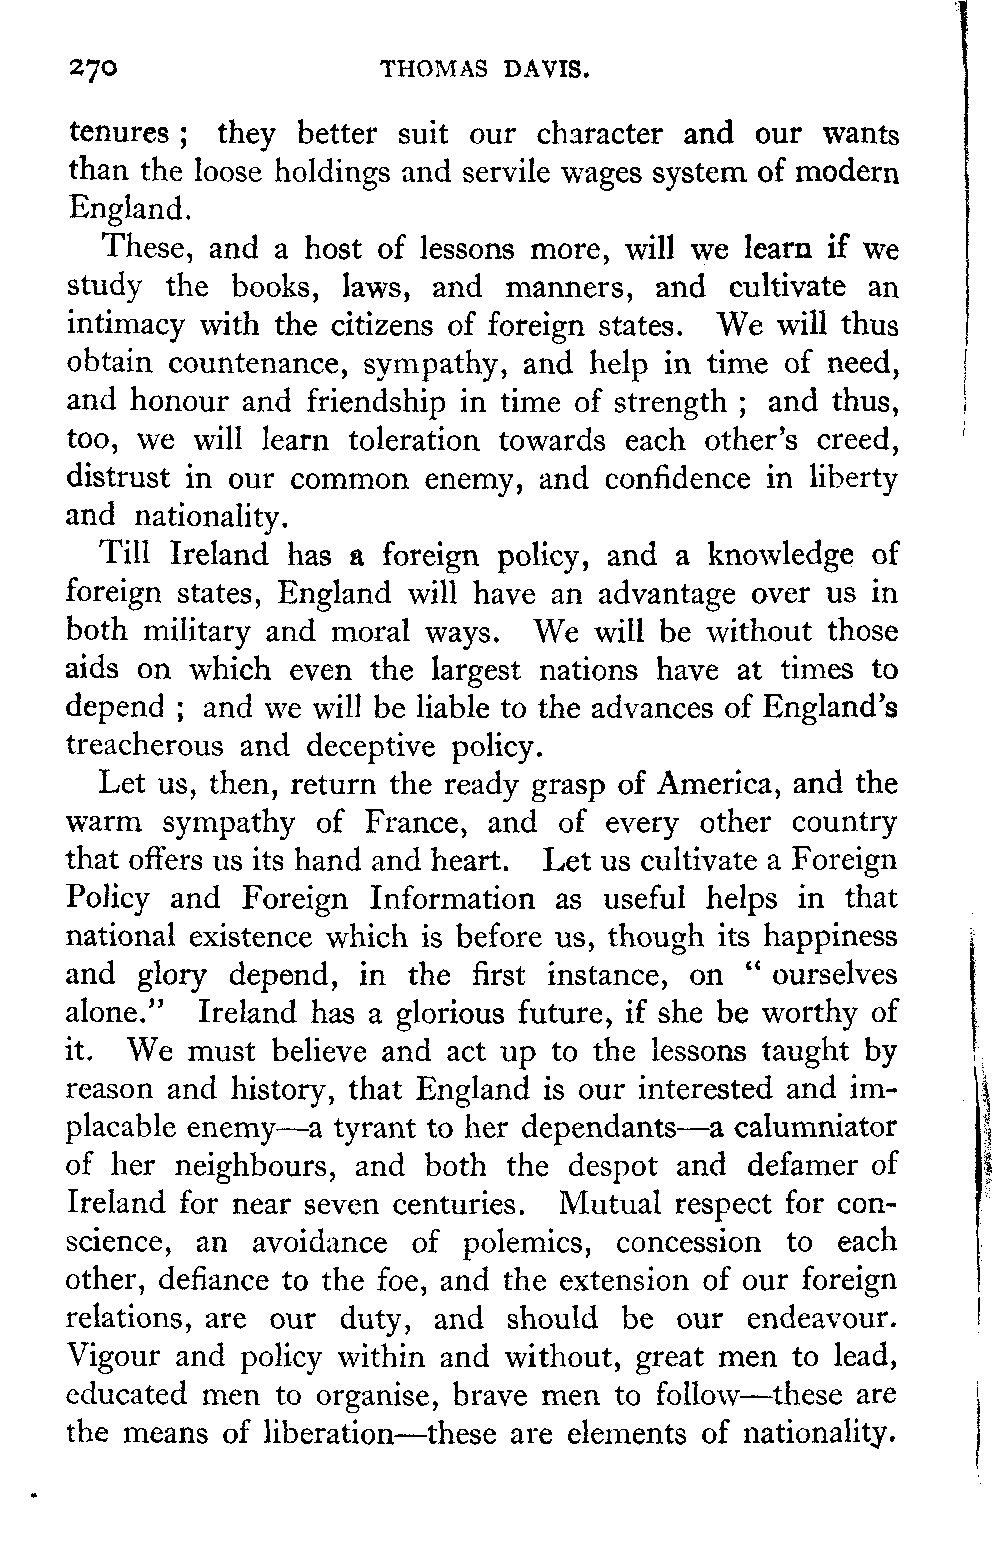 270 THOMAS DAVIS.
tenures ; they better suit our character and our wants
than the loose holdings and servile wages system of modern
England.
These, and a host of lessons more, will we learn if we
study the books, laws, and manners, and cultivate an
intimacy with the citizens of foreign states. We will thus
obtain countenance, sympathy, and help in time of need,
and honour and friendship in time of strength ; and thus,
too, we will learn toleration towards each other's creed,
distrust in our common enemy, and confidence in liberty
and nationality.
Till Ireland has a foreign policy, and a knowledge of
foreign states, England will have an advantage over us in
both military and moral ways. We will be without those
aids on which even the largest nations have at times to
depend ; and we will be liable to the advances of England's
treacherous and deceptive policy.
Let us, then, return the ready grasp of America, and the
warm sympathy of France, and of every other country
that offers us its hand and heart. Let us cultivate a Foreign
Policy and Foreign Information as useful helps in that
national existence which is before us, though its happiness
and glory depend, in the first instance, on " ourselves
alone." Ireland has a glorious future, if she be worthy of
it. We must believe and act up to the lessons taught by
reason and history, that England is our interested and im-
placable enemy—a tyrant to her dependants—a calumniator
of her neighbours, and both the despot and defamer of
Ireland for near seven centuries. Mutual respect for con-
science, an avoidance of polemics, concession to each
other, defiance to the foe, and the extension of our foreign
relations, are our duty, and should be our endeavour.
Vigour and policy within and without, great men to lead,
educated men to organise, brave men to follow—these are
the means of liberation—these are elements of nationality.